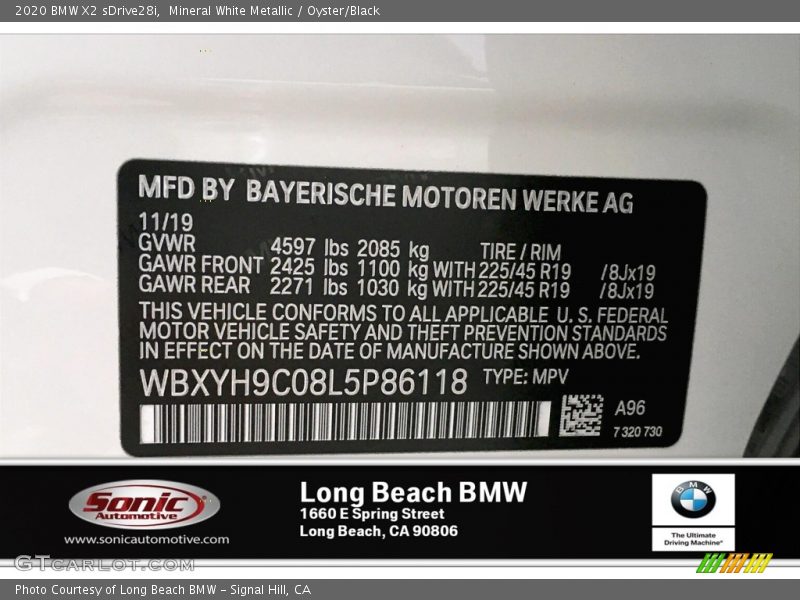 2020 BMW X2 sDrive28i,  Mineral White Metallic / Oyster/Black
MFD BY BAYERISCHE MOTOREN WERKE AG
11/19
GVWR 4597 lbs 2085 kg TIRE / RIM
GAWR FRONT 2425 lbs 1100 kg WITH 225/45 R19 /8Jx19
GAWR REAR 2271 lbs 1030 kg WITH 225/45 R19 /8Jx19
THIS VEHICLE CONFORMS TO ALL APPLICABLE U. S. FEDERAL
MOTOR VEHICLE SAFETY AND THEFT PREVENTION STANDARDS
IN EFFECT ON THE DATE OF MANUFACTURE SHOWN ABOVE.
WBXYH9C08L5P86118 TYPE: MPV
A96
7 320 730
Sonic
Automotive
www.sonicautomotive.com
Long Beach BMW
1660 E Spring Street
Long Beach, CA 90806
BMW
The Ultimate
Driving Machine®
GTcarlot.com
Photo Courtesy of Long Beach BMW - Signal Hill, CA